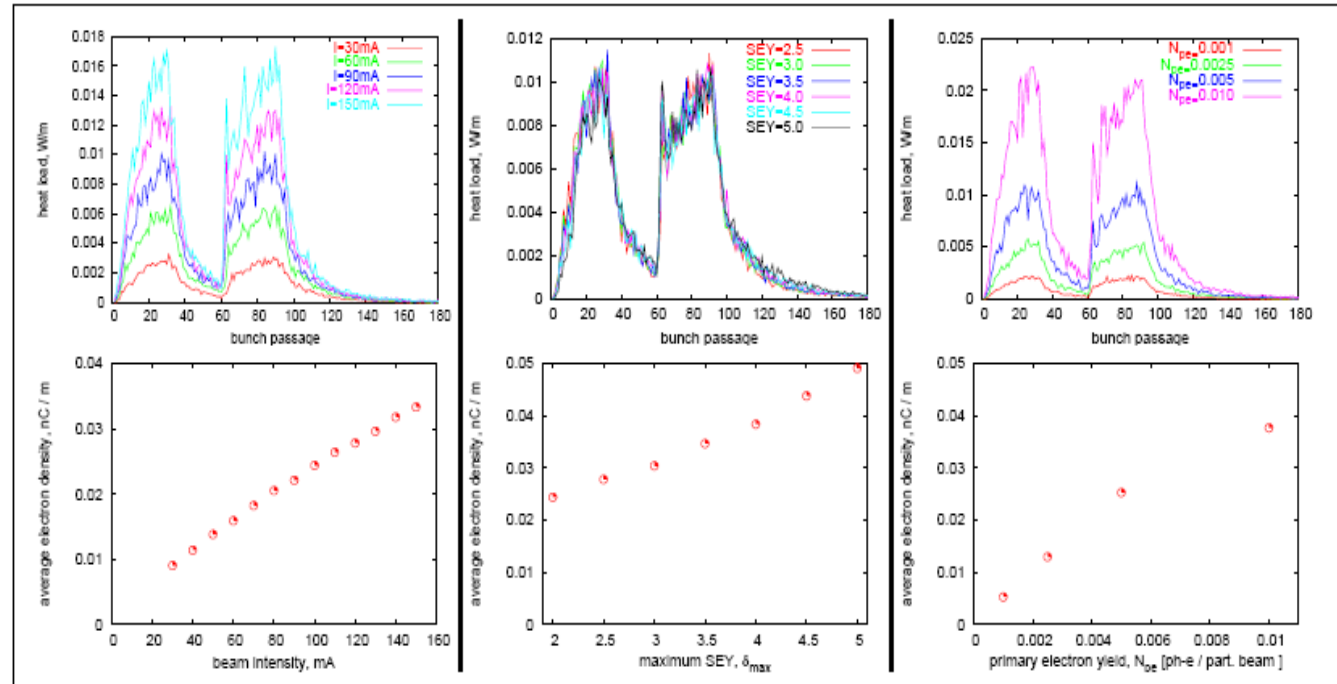 0.018
0.016
0.014
0.012
0.01
0.008
0.006
0.004
0.002
0
heat load, W/m
I=30mA
I=60mA
I=90mA
I=120mA
I=150mA
0 20 40 60 80 100 120 140 160 180
bunch passage
0.012
0.01
0.008
0.006
0.004
0.002
0
heat load, W/m
SEY=2.5
SEY=3.0
SEY=3.5
SEY=4.0
SEY=4.5
SEY=5.0
0 20 40 60 80 100 120 140 160 180
bunch passage
0.025
0.02
0.015
0.01
0.005
0
heat load, W/m
Npe=0.001
Npe=0.0025
Npe=0.005
Npe=0.010
0 20 40 60 80 100 120 140 160 180
bunch passage
0.04
0.03
0.02
0.01
0
average electron density, nC / m
0 20 40 60 80 100 120 140 160
beam intensity, mA
0.05
0.04
0.03
0.02
0.01
0
average electron density, nC / m
2 2.5 3 3.5 4 4.5 5
maximum SEY, δmax
0.05
0.04
0.03
0.02
0.01
0
average electron density, nC / m
0 0.002 0.004 0.006 0.008 0.01
primary electron yield, Npe [ph-e / part. beam ]